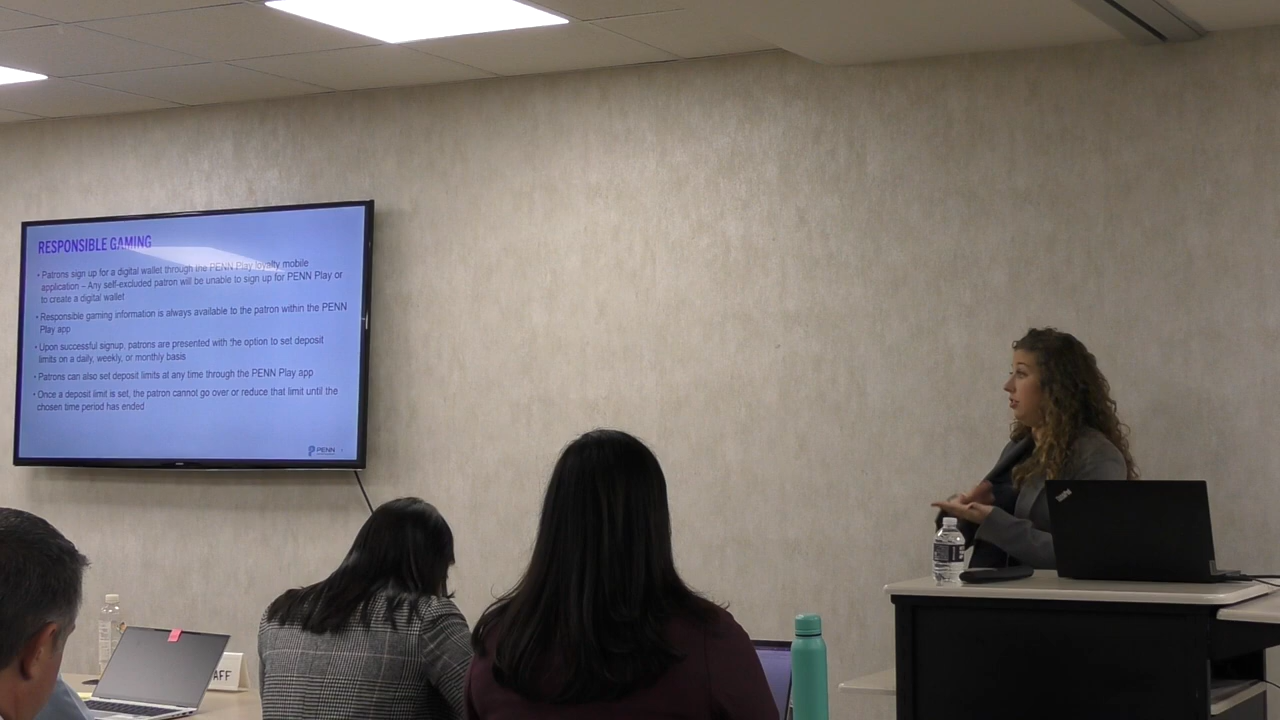 RESPONSIBLE GAMING
• Patrons sign up for a digital wallet through the PENN Play loyalty mobile
application – Any self-excluded patron will be unable to sign up for PENN Play or
to create a digital wallet
• Responsible gaming information is always available to the patron within the PENN
Play app
• Upon successful signup, patrons are presented with the option to set deposit
limits on a daily, weekly, or monthly basis
• Patrons can also set deposit limits at any time through the PENN Play app
• Once a deposit limit is set, the patron cannot go over or reduce that limit until the
chosen time period has ended
PENN
AFF